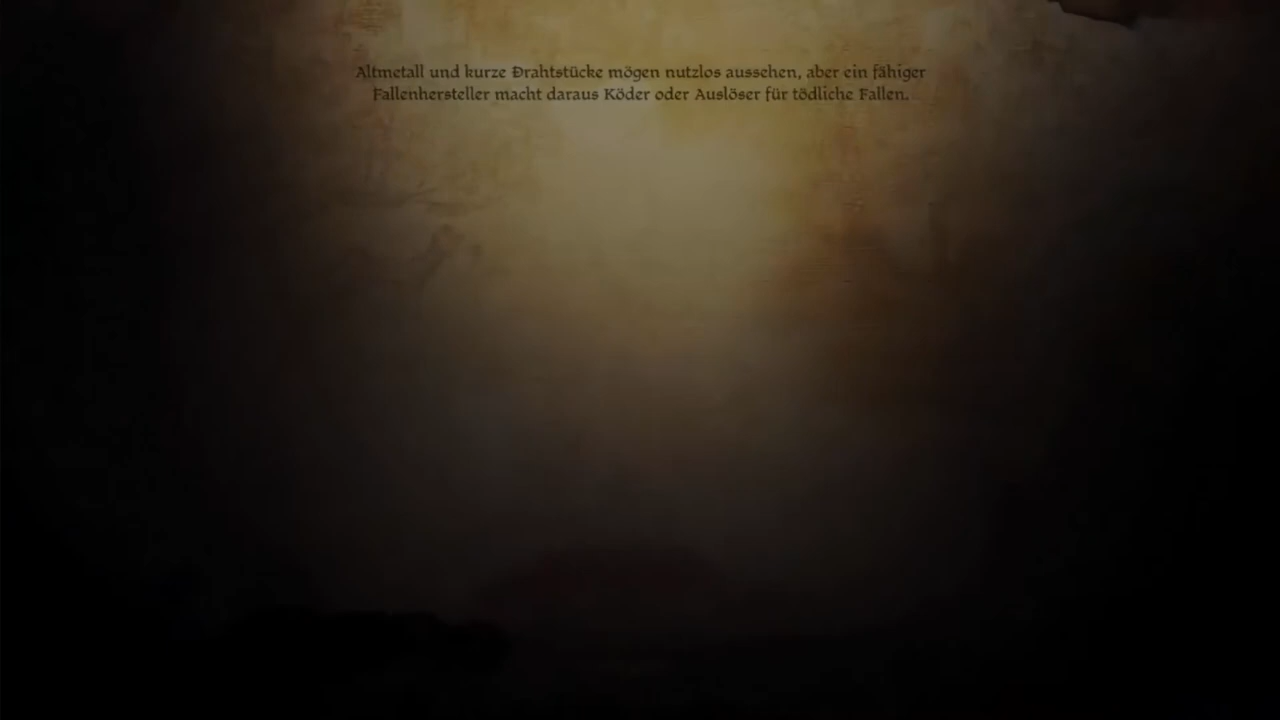 Altmetall und kurze Drahtstücke mögen nutzlos aussehen, aber ein fähiger
Fallenhersteller macht daraus Köder oder Auslöser für tödliche Fallen.